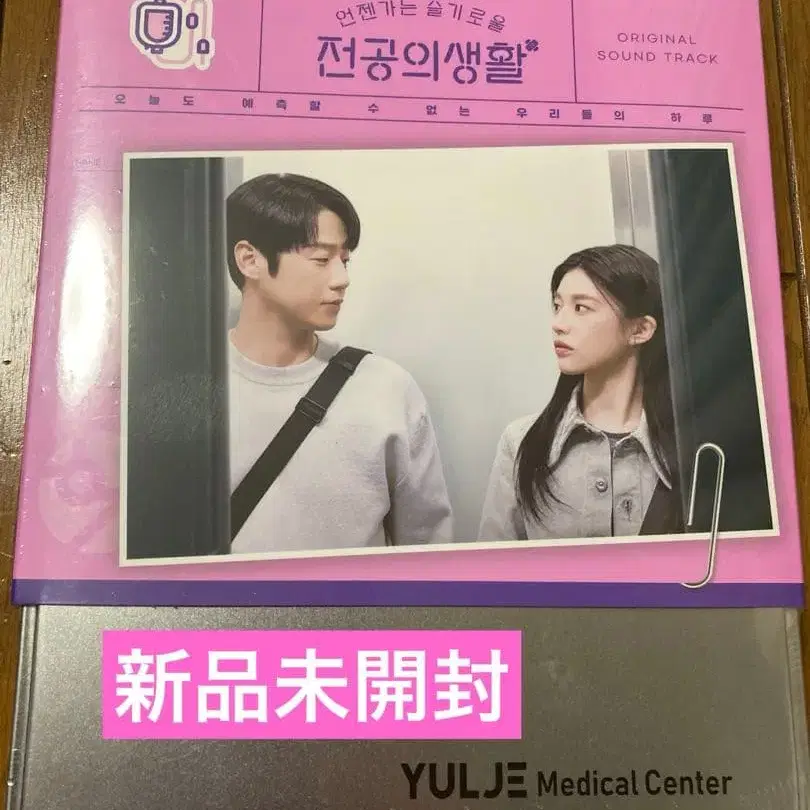 언젠가는 슬기로울
전공의생활
ORIGINAL
SOUND TRACK
오늘도 예측할 수 없는 우리들의 하루
NAME
新品未開封
YULJE Medical Center